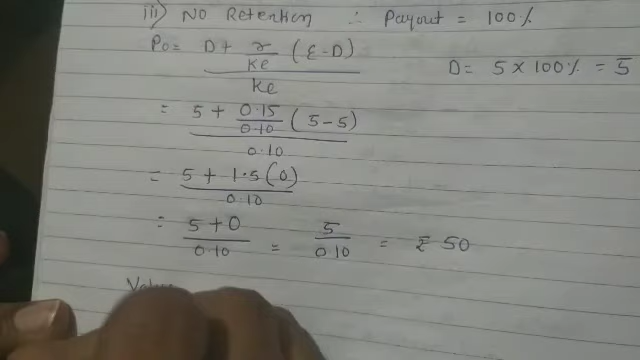 iii) No Retention ∴ Payout = 100%
P0 = (D + r/Ke (E-D)) / Ke
D = 5 x 100% = 5
= (5 + 0.15/0.10 (5-5)) / 0.10
= (5 + 1.5(0)) / 0.10
= (5+0) / 0.10 = 5 / 0.10 = ₹ 50